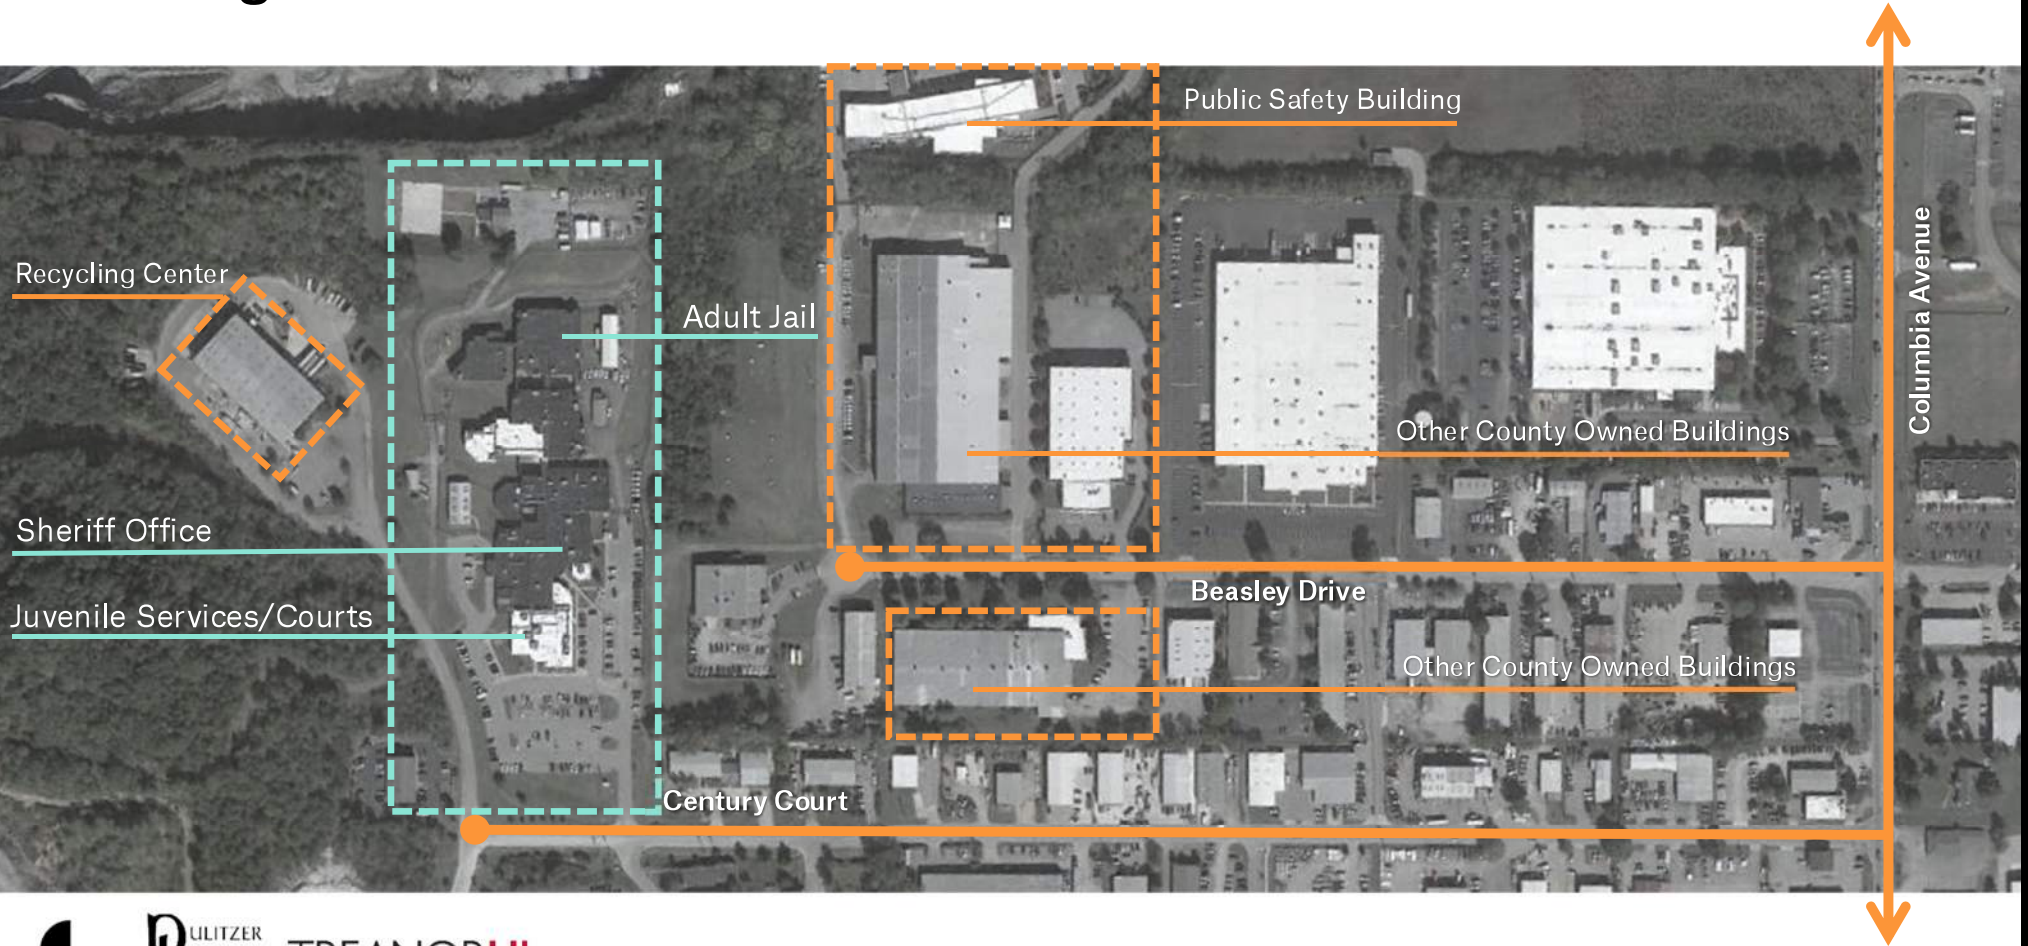 Public Safety Building
Columbia Avenue
Recycling Center
Adult Jail
Other County Owned Buildings
Sheriff Office
Beasley Drive
Juvenile Services/Courts
Other County Owned Buildings
Century Court
ULITZER